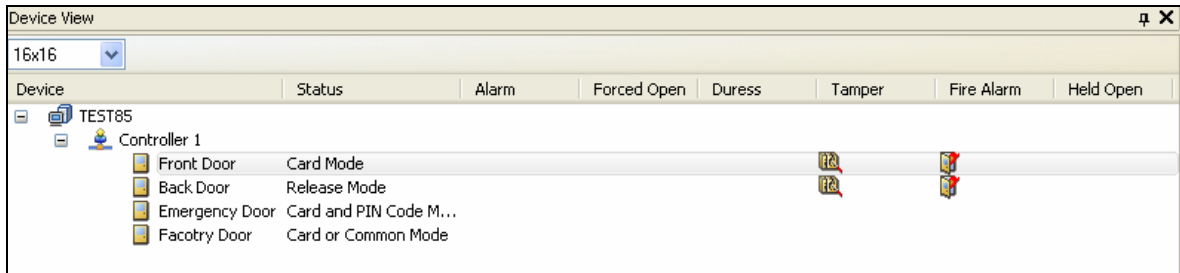 Device View
16x16
Device Status Alarm Forced Open Duress Tamper Fire Alarm Held Open
TEST85
Controller 1
Front Door Card Mode
Back Door Release Mode
Emergency Door Card and PIN Code M...
Facotry Door Card or Common Mode